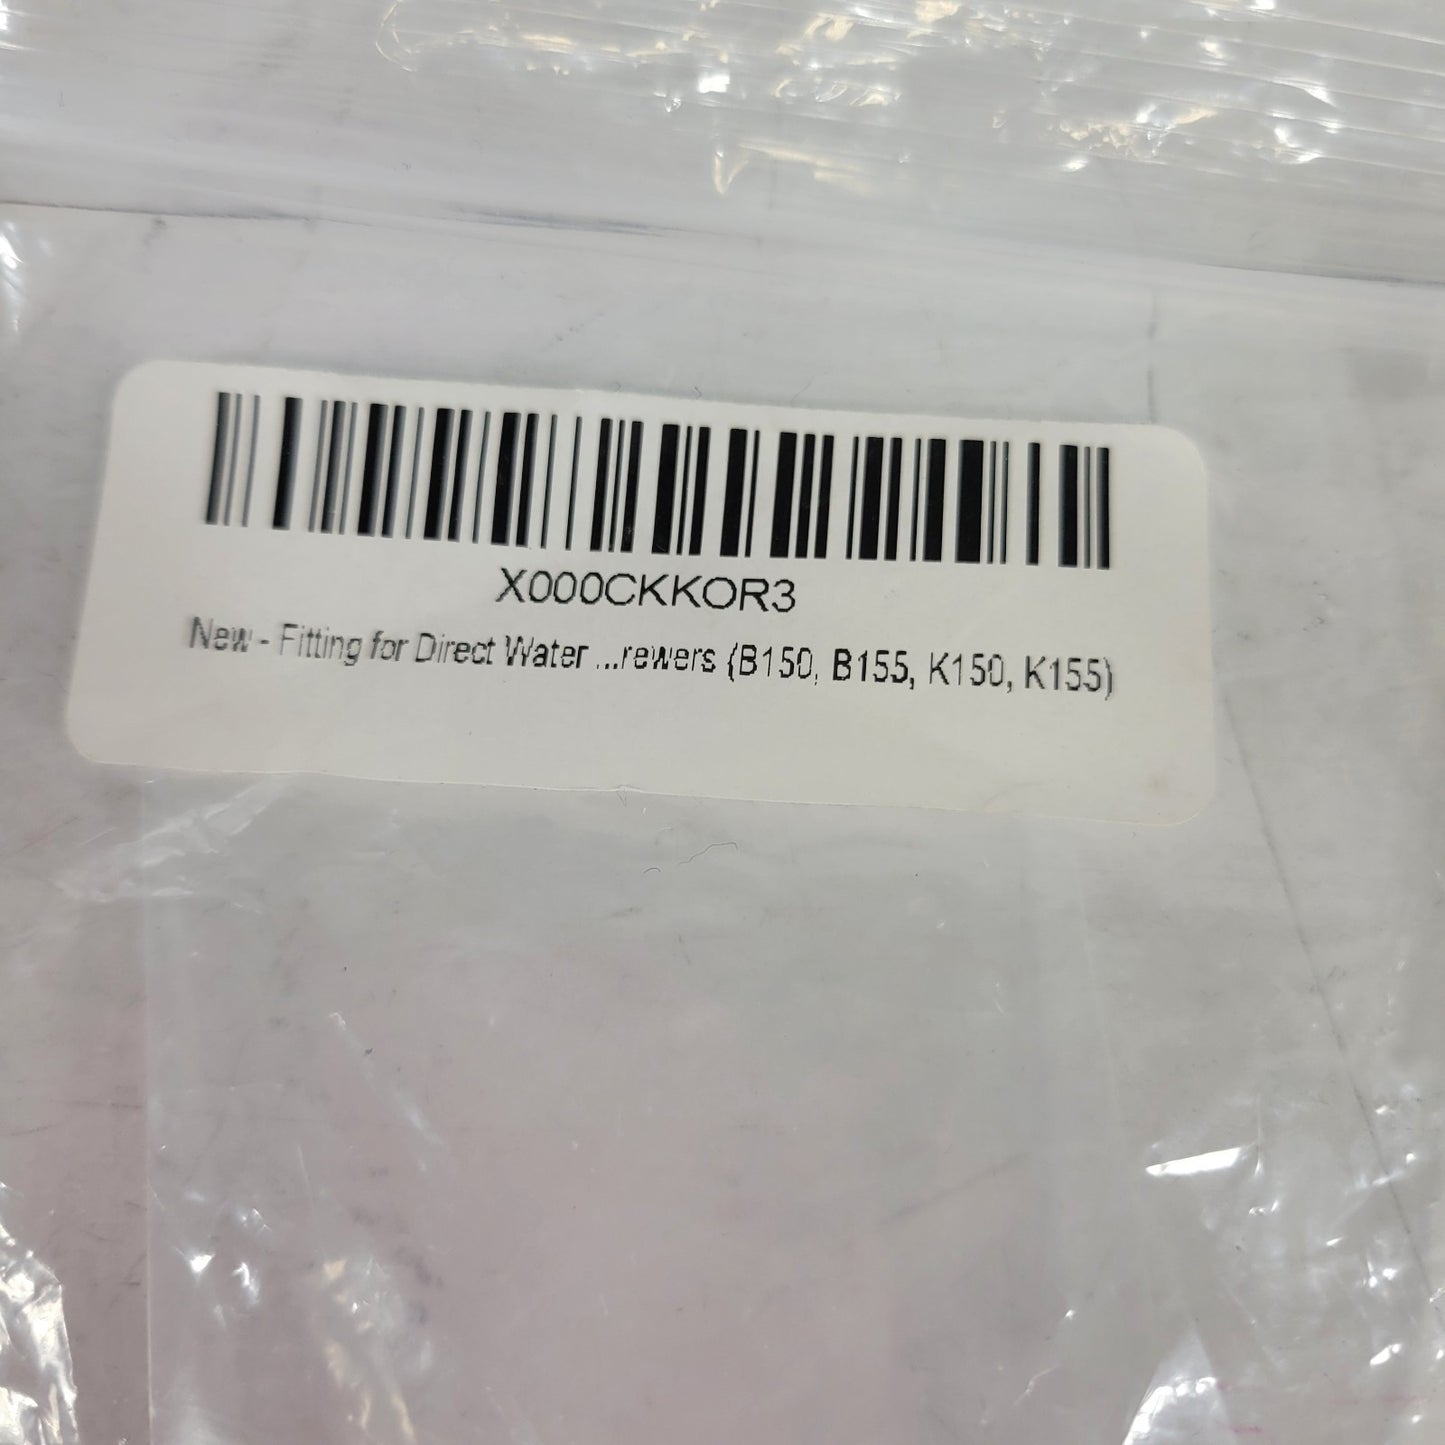 X000CKKOR3
New - Fitting for Direct Water ...rewers (B150, B155, K150, K155)